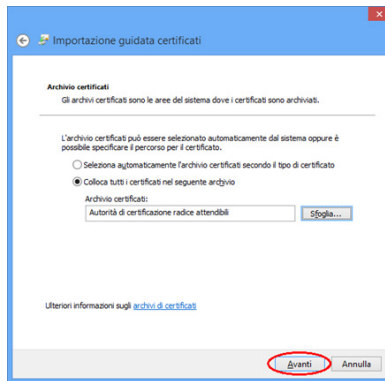 Importazione guidata certificati
Archivio certificati
Gli archivi certificati sono le aree del sistema dove i certificati sono archiviati.
L'archivio certificati può essere selezionato automaticamente dal sistema oppure è
possibile specificare il percorso per il certificato.
Seleziona automaticamente l'archivio certificati secondo il tipo di certificato
Colloca tutti i certificati nel seguente archivio
Archivio certificati:
Autorità di certificazione radice attendibili
Sfoglia...
Ulteriori informazioni sugli archivi di certificati
Avanti
Annulla